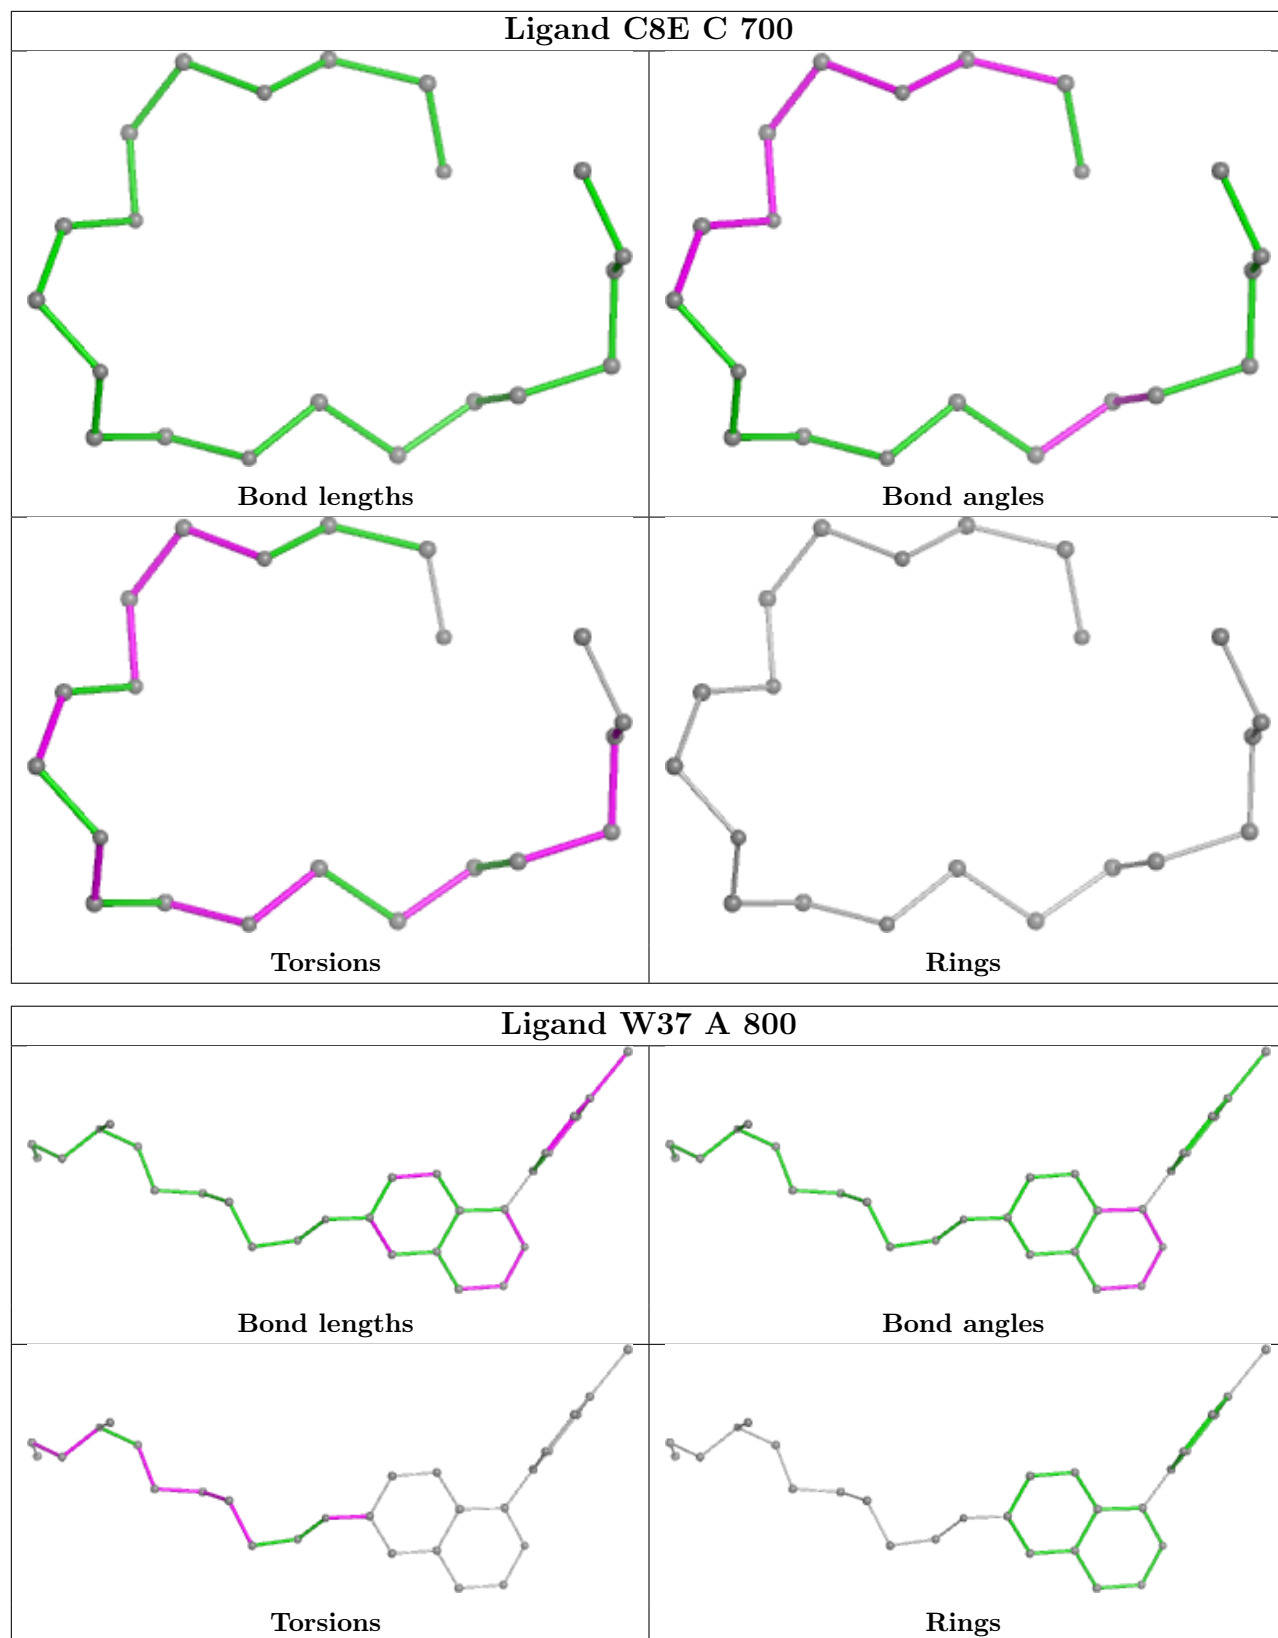 Ligand C8E C 700
Bond lengths
Bond angles
Torsions
Rings
Ligand W37 A 800
Bond lengths
Bond angles
Torsions
Rings